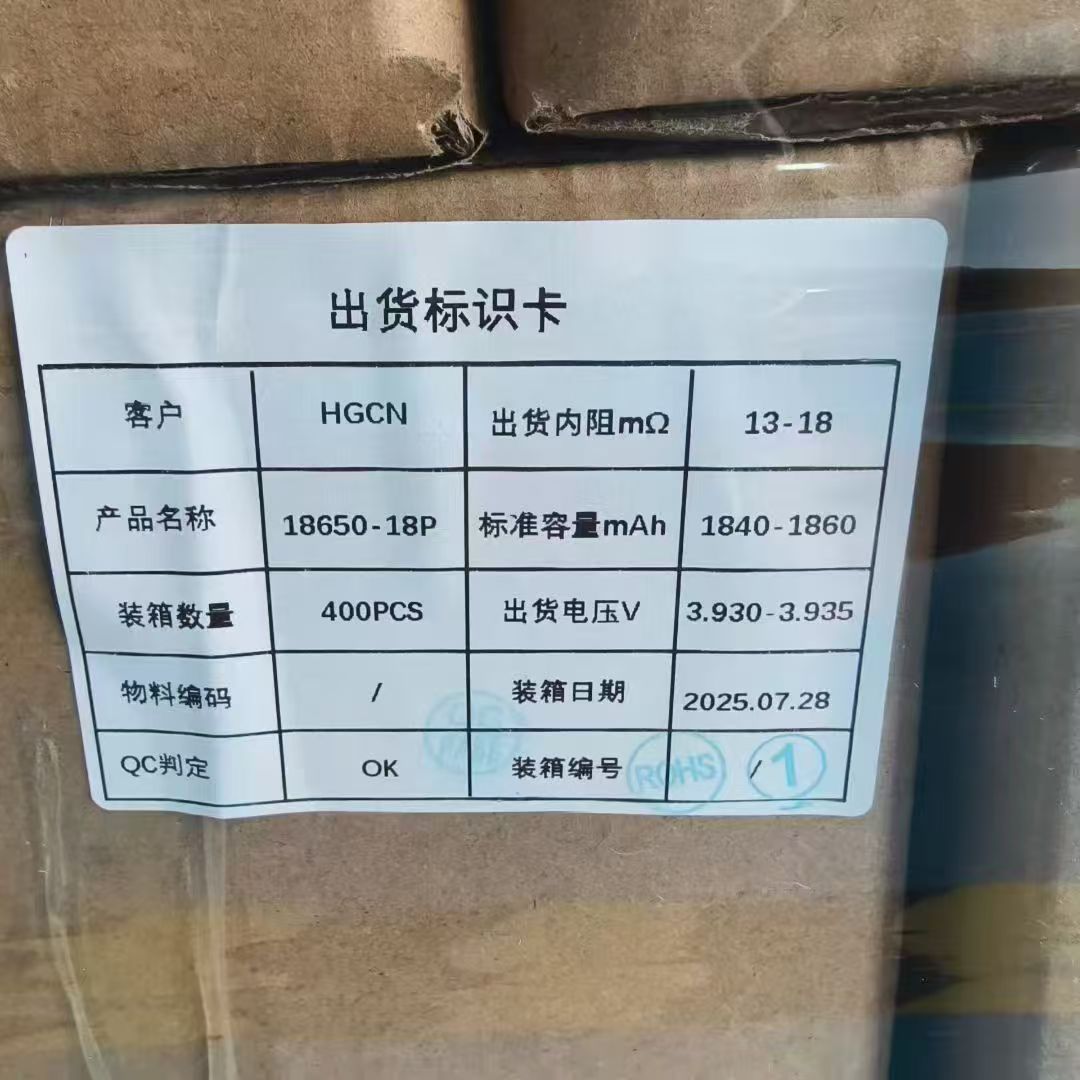 出货标识卡
客户 HGCN 出货内阻mΩ 13-18
产品名称 18650-18P 标准容量mAh 1840-1860
装箱数量 400PCS 出货电压V 3.930-3.935
物料编码 / 装箱日期 2025.07.28
QC判定 OK 装箱编号 ROHS / 1